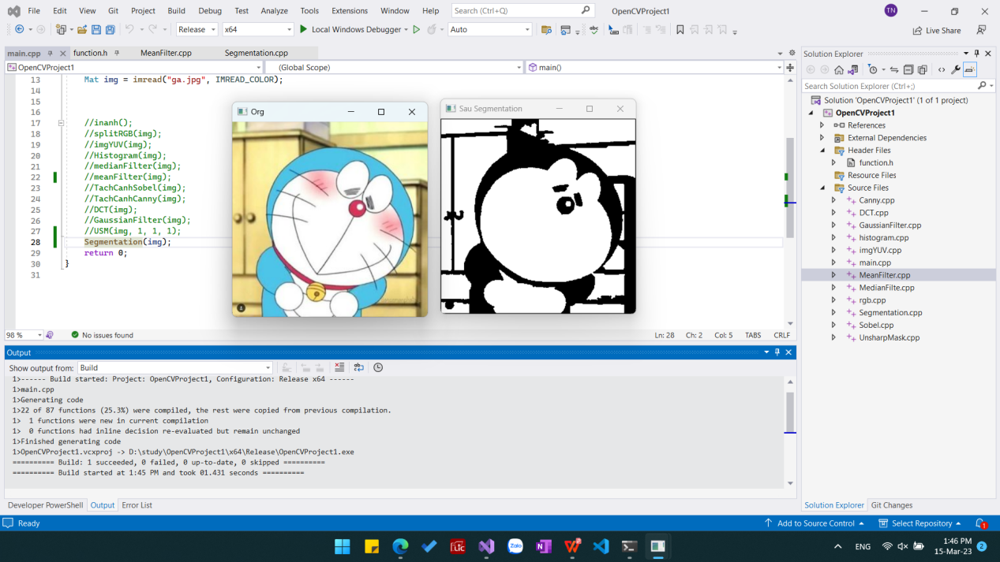 File Edit View Git Project Build Debug Test Analyze Tools Extensions Window Help Search (Ctrl+Q) OpenCVProject1 TN
Release x64 Local Windows Debugger Auto Live Share
main.cpp function.h MeanFilter.cpp Segmentation.cpp
OpenCVProject1 (Global Scope) main()
13 Mat img = imread("ga.jpg", IMREAD_COLOR);
14
15
16
17 //inanh();
18 //splitRGB(img);
19 //imgYUV(img);
20 //Histogram(img);
21 //medianFilter(img);
22 //meanFilter(img);
23 //TachCanhSobel(img);
24 //TachCanhCanny(img);
25 //DCT(img);
26 //GaussianFilter(img);
27 //USM(img, 1, 1, 1);
28 Segmentation(img);
29 return 0;
30 }
31
Org
Sau Segmentation
98 % No issues found Ln: 28 Ch: 2 Col: 5 TABS CRLF
Output
Show output from: Build
1>------ Build started: Project: OpenCVProject1, Configuration: Release x64 ------
1>main.cpp
1>Generating code
1>22 of 87 functions (25.3%) were compiled, the rest were copied from previous compilation.
1> 1 functions were new in current compilation
1> 0 functions had inline decision re-evaluated but remain unchanged
1>Finished generating code
1>OpenCVProject1.vcxproj -> D:\study\OpenCVProject1\x64\Release\OpenCVProject1.exe
========== Build: 1 succeeded, 0 failed, 0 up-to-date, 0 skipped ==========
========== Build started at 1:45 PM and took 01.431 seconds ==========
Developer PowerShell Output Error List
Solution Explorer
Search Solution Explorer (Ctrl+;)
Solution 'OpenCVProject1' (1 of 1 project)
OpenCVProject1
References
External Dependencies
Header Files
function.h
Resource Files
Source Files
Canny.cpp
DCT.cpp
GaussianFilter.cpp
histogram.cpp
imgYUV.cpp
main.cpp
MeanFilter.cpp
MedianFilte.cpp
rgb.cpp
Segmentation.cpp
Sobel.cpp
UnsharpMask.cpp
Solution Explorer Git Changes
Ready Add to Source Control Select Repository 1
Zalo ENG 1:46 PM 2
15-Mar-23